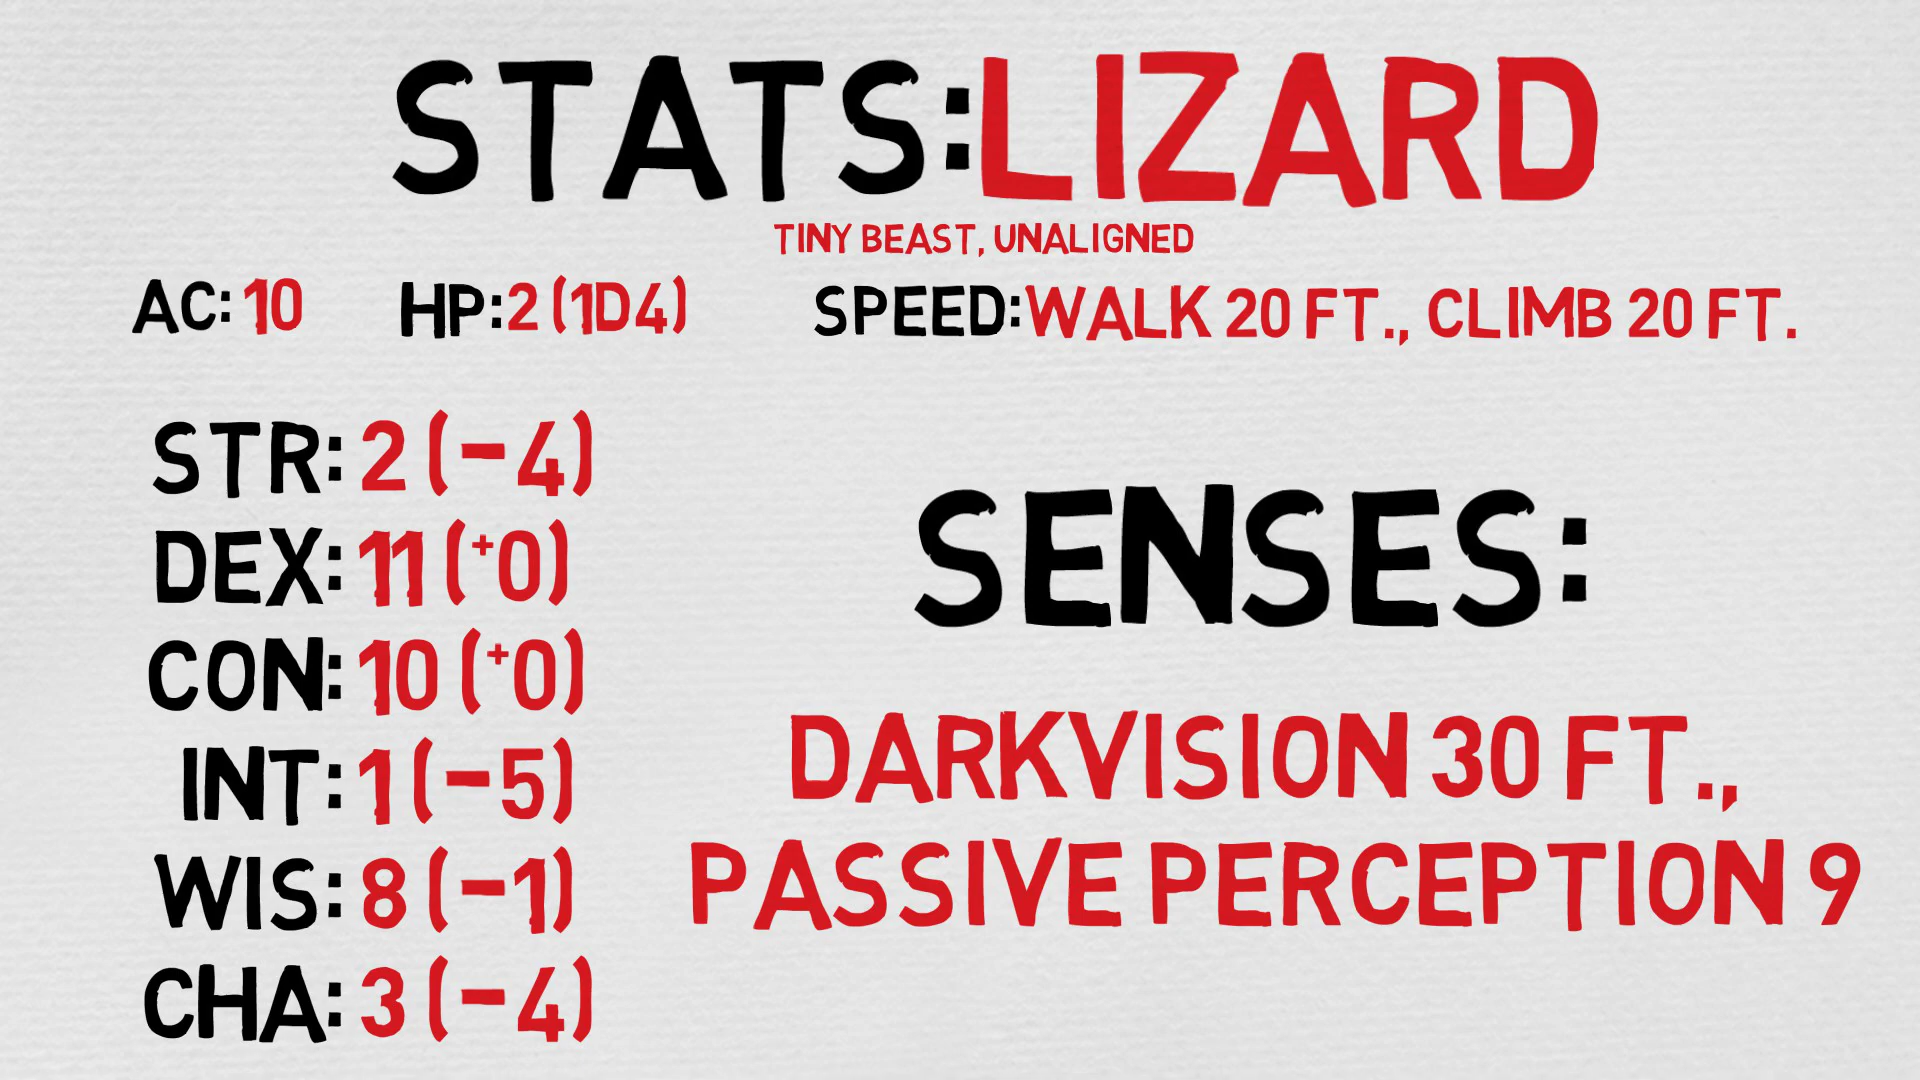 STATS:LIZARD
TINY BEAST, UNALIGNED
AC: 10 HP:2 (1D4) SPEED:WALK 20 FT., CLIMB 20 FT.
STR: 2 (-4)
DEX: 11 (+0)
CON: 10 (+0)
INT: 1 (-5)
WIS: 8 (-1)
CHA: 3 (-4)
SENSES:
DARKVISION 30 FT.,
PASSIVE PERCEPTION 9